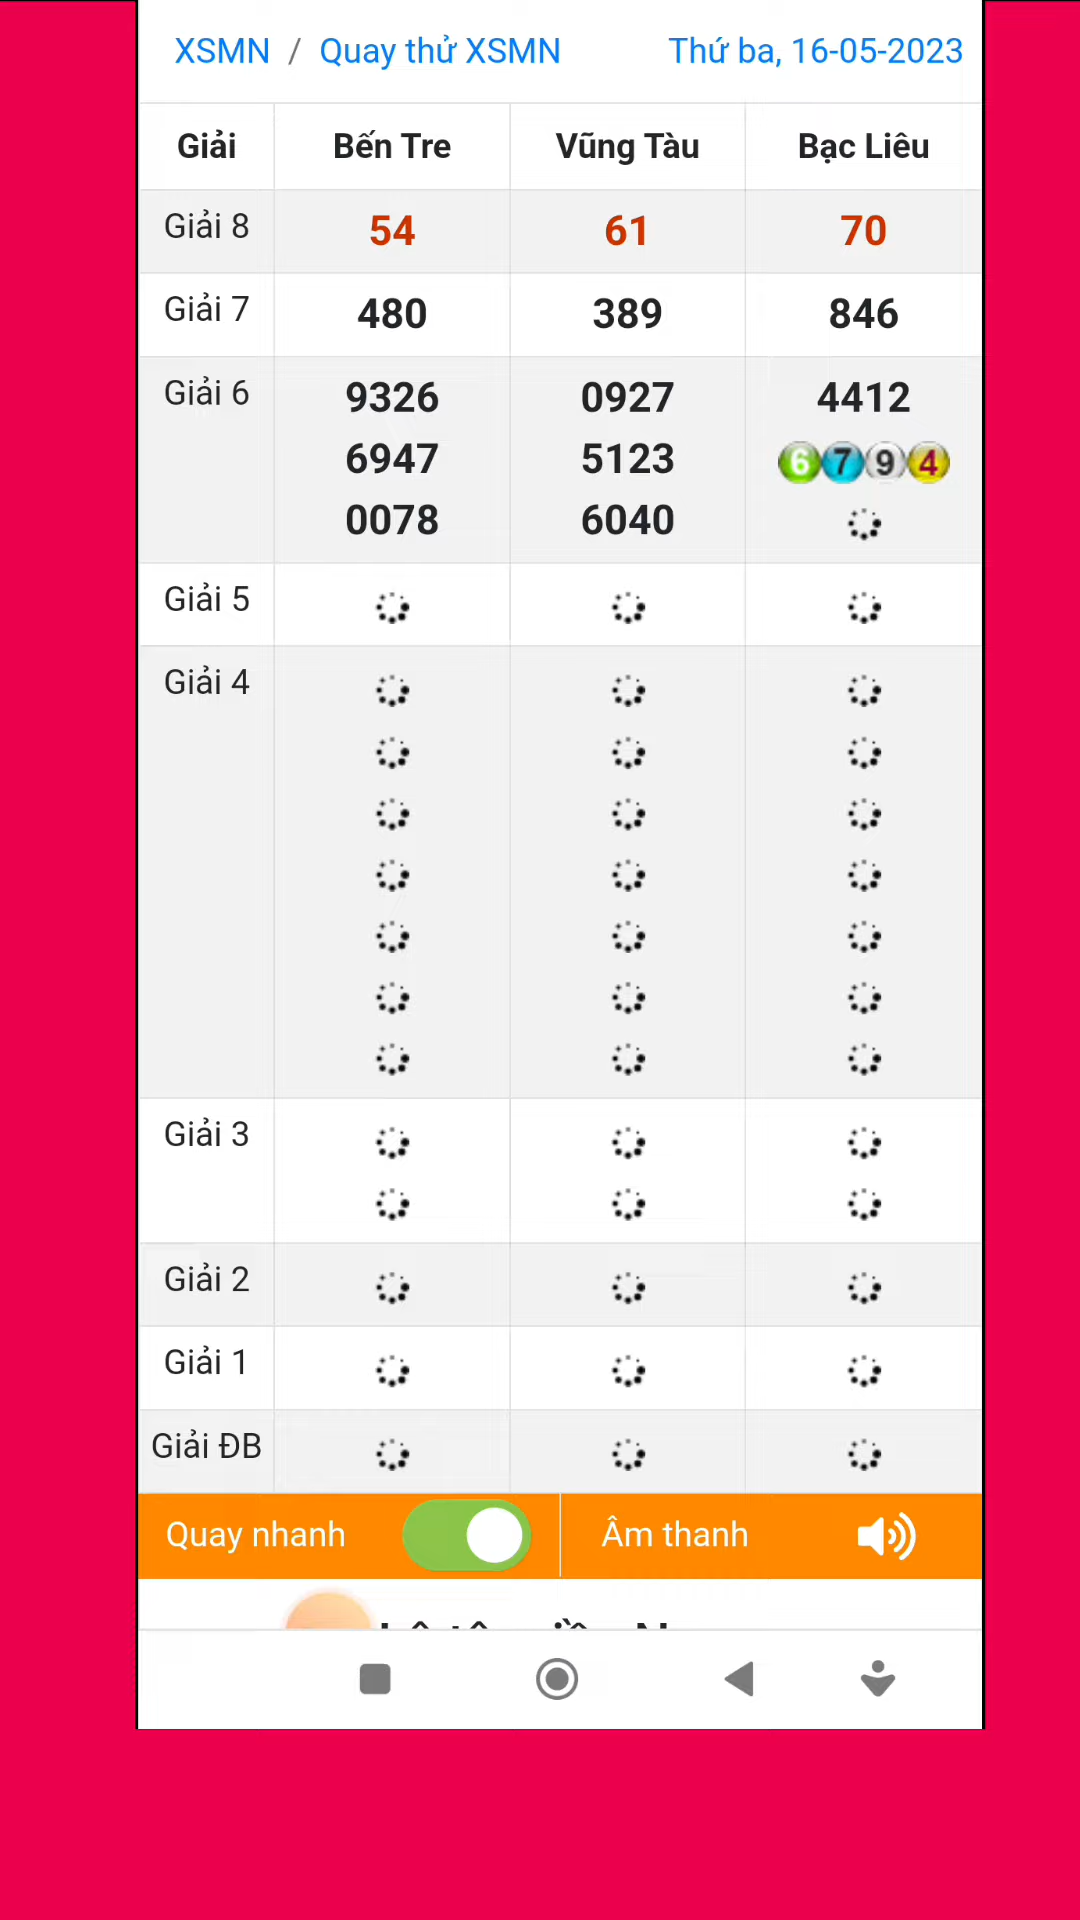 XSMN / Quay thử XSMN Thứ ba, 16-05-2023
Giải Bến Tre Vũng Tàu Bạc Liêu
Giải 8 54 61 70
Giải 7 480 389 846
Giải 6 9326 0927 4412
6947 5123 6794
0078 6040
Giải 5
Giải 4
Giải 3
Giải 2
Giải 1
Giải ĐB
Quay nhanh Âm thanh